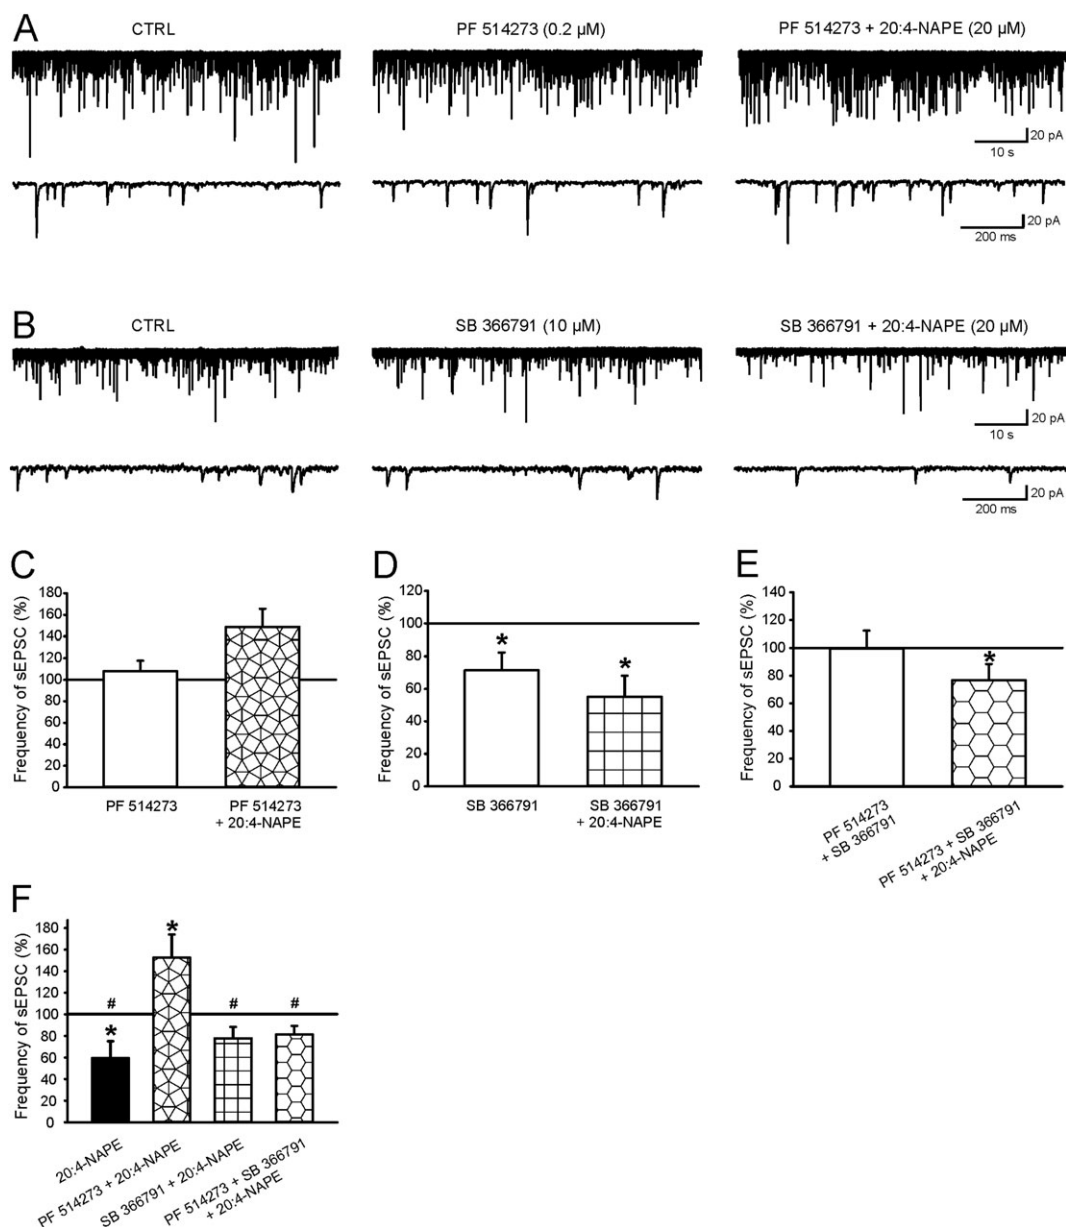 A
CTRL
PF 514273 (0.2 µM)
PF 514273 + 20:4-NAPE (20 µM)
20 pA
10 s
20 pA
200 ms
B
CTRL
SB 366791 (10 µM)
SB 366791 + 20:4-NAPE (20 µM)
20 pA
10 s
20 pA
200 ms
C
Frequency of sEPSC (%)
180
160
140
120
100
80
60
40
20
0
PF 514273
PF 514273
+ 20:4-NAPE
D
Frequency of sEPSC (%)
120
100
80
60
40
20
0
*
*
SB 366791
SB 366791
+ 20:4-NAPE
E
Frequency of sEPSC (%)
140
120
100
80
60
40
20
0
*
PF 514273
+ SB 366791
PF 514273 + SB 366791
+ 20:4-NAPE
F
Frequency of sEPSC (%)
180
160
140
120
100
80
60
40
20
0
#
*
*
#
#
20:4-NAPE
PF 514273 + 20:4-NAPE
SB 366791 + 20:4-NAPE
PF 514273 + SB 366791
+ 20:4-NAPE